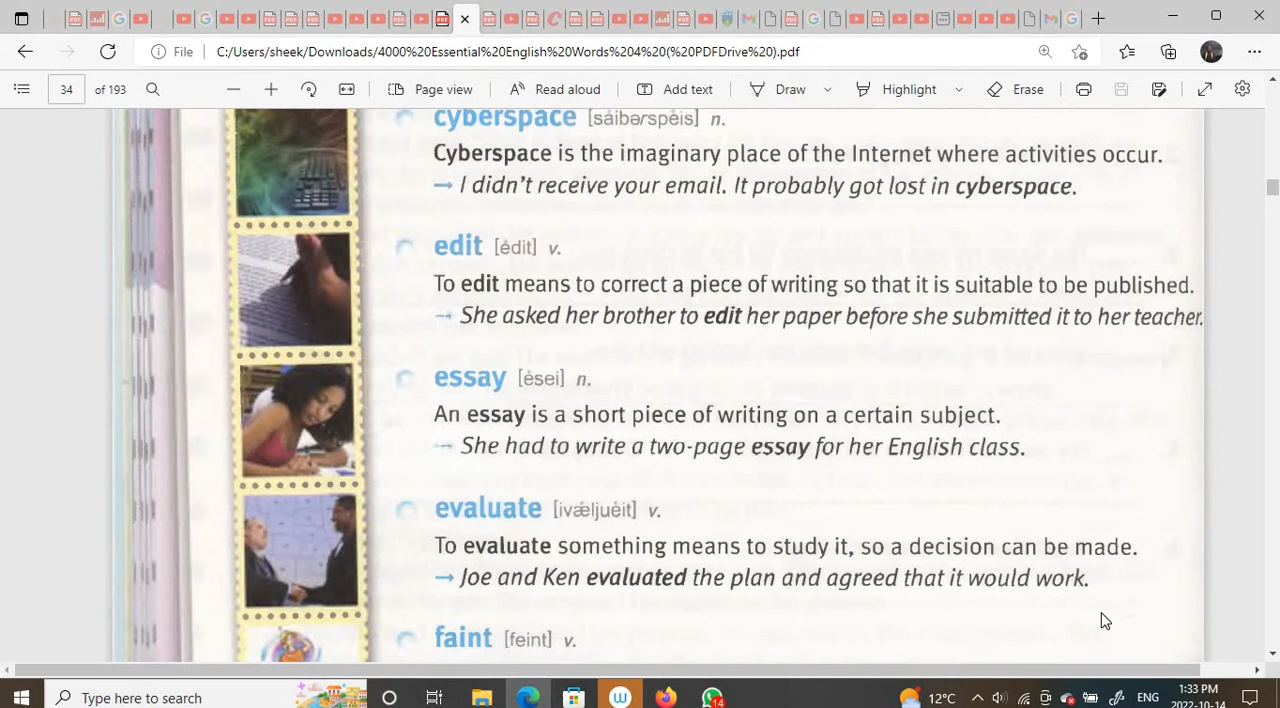 File
C:/Users/sheek/Downloads/4000%20Essential%20English%20Words%204%20(%20PDFDrive%20).pdf
34 of 193
Page view
Read aloud
Add text
Draw
Highlight
Erase
cyberspace [sáibərspèis] n.
Cyberspace is the imaginary place of the Internet where activities occur.
→ I didn't receive your email. It probably got lost in cyberspace.
edit [édit] v.
To edit means to correct a piece of writing so that it is suitable to be published.
→ She asked her brother to edit her paper before she submitted it to her teacher.
essay [ései] n.
An essay is a short piece of writing on a certain subject.
→ She had to write a two-page essay for her English class.
evaluate [ivǽljuèit] v.
To evaluate something means to study it, so a decision can be made.
→ Joe and Ken evaluated the plan and agreed that it would work.
faint [feint] v.
Type here to search
14
12°C
ENG
1:33 PM
2022-10-14